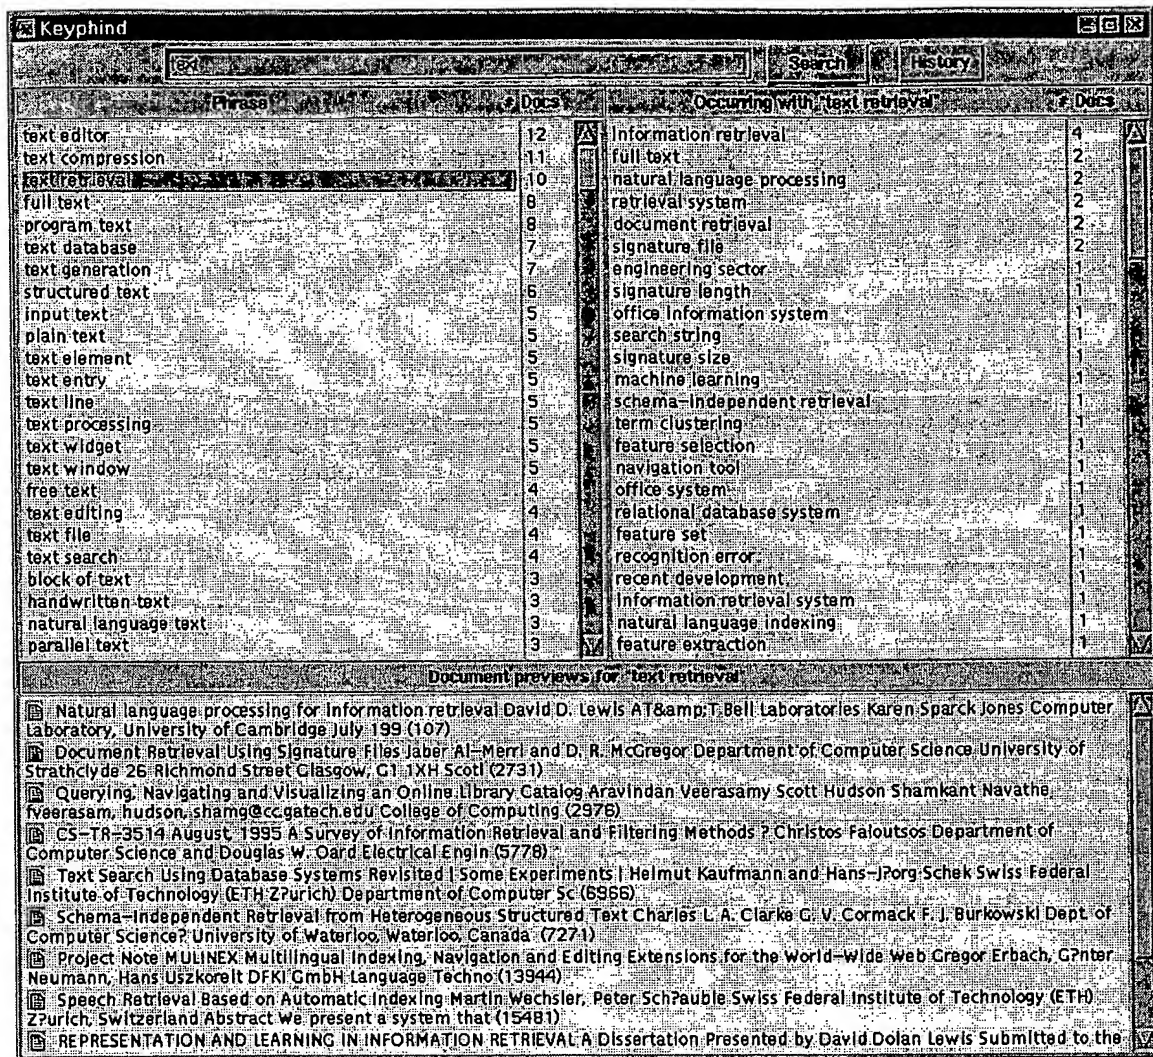 Keyphind
text Search History
Phrase # Docs Occurring with "text retrieval" # Docs
text editor 12 information retrieval 4
text compression 11 full text 2
text retrieval 10 natural language processing 2
full text 8 retrieval system 2
program text 8 document retrieval 2
text database 7 signature file 2
text generation 7 engineering sector 1
structured text 6 signature length 1
input text 5 office information system 1
plain text 5 search string 1
text element 5 signature size 1
text entry 5 machine learning 1
text line 5 schema-independent retrieval 1
text processing 5 term clustering 1
text widget 5 feature selection 1
text window 5 navigation tool 1
free text 4 office system 1
text editing 4 relational database system 1
text file 4 feature set 1
text search 4 recognition error 1
block of text 3 recent development 1
handwritten text 3 information retrieval system 1
natural language text 3 natural language indexing 1
parallel text 3 feature extraction 1
Document previews for "text retrieval"
Natural language processing for information retrieval David D. Lewis AT&amp;T Bell Laboratories Karen Sparck Jones Computer
Laboratory, University of Cambridge July 199 (107)
Document Retrieval Using Signature Files Jaber Al-Merri and D. R. McGregor Department of Computer Science University of
Strathclyde 26 Richmond Street Glasgow, G1 1XH Scotl (2731)
Querying, Navigating and Visualizing an Online Library Catalog Aravindan Veerasamy Scott Hudson Shamkant Navathe
fveerasam, hudson, shamg@cc.gatech.edu College of Computing (2976)
CS-TR-3514 August, 1995 A Survey of Information Retrieval and Filtering Methods ? Christos Faloutsos Department of
Computer Science and Douglas W. Oard Electrical Engin (5778)
Text Search Using Database Systems Revisited | Some Experiments | Helmut Kaufmann and Hans-J?org Schek Swiss Federal
Institute of Technology (ETH Z?urich) Department of Computer Sc (6966)
Schema-Independent Retrieval from Heterogeneous Structured Text Charles L. A. Clarke G. V. Cormack F. J. Burkowski Dept. of
Computer Science? University of Waterloo, Waterloo, Canada (7271)
Project Note MULINEX Multilingual Indexing, Navigation and Editing Extensions for the World-Wide Web Gregor Erbach, G?nter
Neumann, Hans Uszkoreit DFKI GmbH Language Techno (13944)
Speech Retrieval Based on Automatic Indexing Martin Wechsler, Peter Sch?auble Swiss Federal Institute of Technology (ETH)
Z?urich, Switzerland Abstract We present a system that (15481)
REPRESENTATION AND LEARNING IN INFORMATION RETRIEVAL A Dissertation Presented by David Dolan Lewis Submitted to the